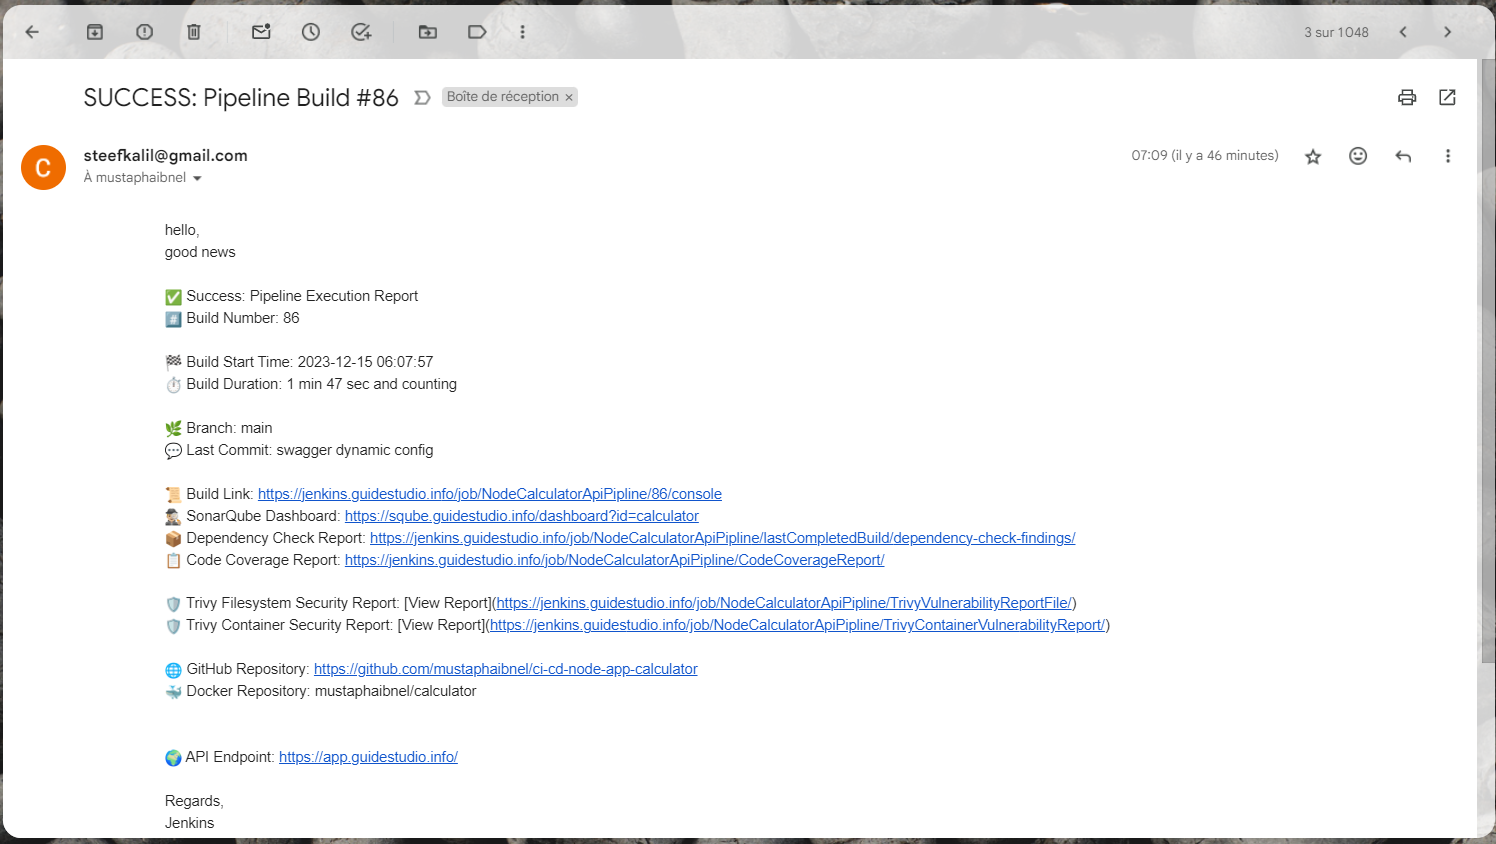 3 sur 1 048
SUCCESS: Pipeline Build #86
Boîte de réception ×
C
steefkalil@gmail.com
07:09 (il y a 46 minutes)
À mustaphaibnel
hello,
good news
✅ Success: Pipeline Execution Report
#️⃣ Build Number: 86
🏁 Build Start Time: 2023-12-15 06:07:57
⏱️ Build Duration: 1 min 47 sec and counting
🌿 Branch: main
💬 Last Commit: swagger dynamic config
📜 Build Link: https://jenkins.guidestudio.info/job/NodeCalculatorApiPipline/86/console
🕵️ SonarQube Dashboard: https://sqube.guidestudio.info/dashboard?id=calculator
📦 Dependency Check Report: https://jenkins.guidestudio.info/job/NodeCalculatorApiPipline/lastCompletedBuild/dependency-check-findings/
📋 Code Coverage Report: https://jenkins.guidestudio.info/job/NodeCalculatorApiPipline/CodeCoverageReport/
🛡️ Trivy Filesystem Security Report: [View Report](https://jenkins.guidestudio.info/job/NodeCalculatorApiPipline/TrivyVulnerabilityReportFile/)
🛡️ Trivy Container Security Report: [View Report](https://jenkins.guidestudio.info/job/NodeCalculatorApiPipline/TrivyContainerVulnerabilityReport/)
🌐 GitHub Repository: https://github.com/mustaphaibnel/ci-cd-node-app-calculator
🐳 Docker Repository: mustaphaibnel/calculator
🌍 API Endpoint: https://app.guidestudio.info/
Regards,
Jenkins